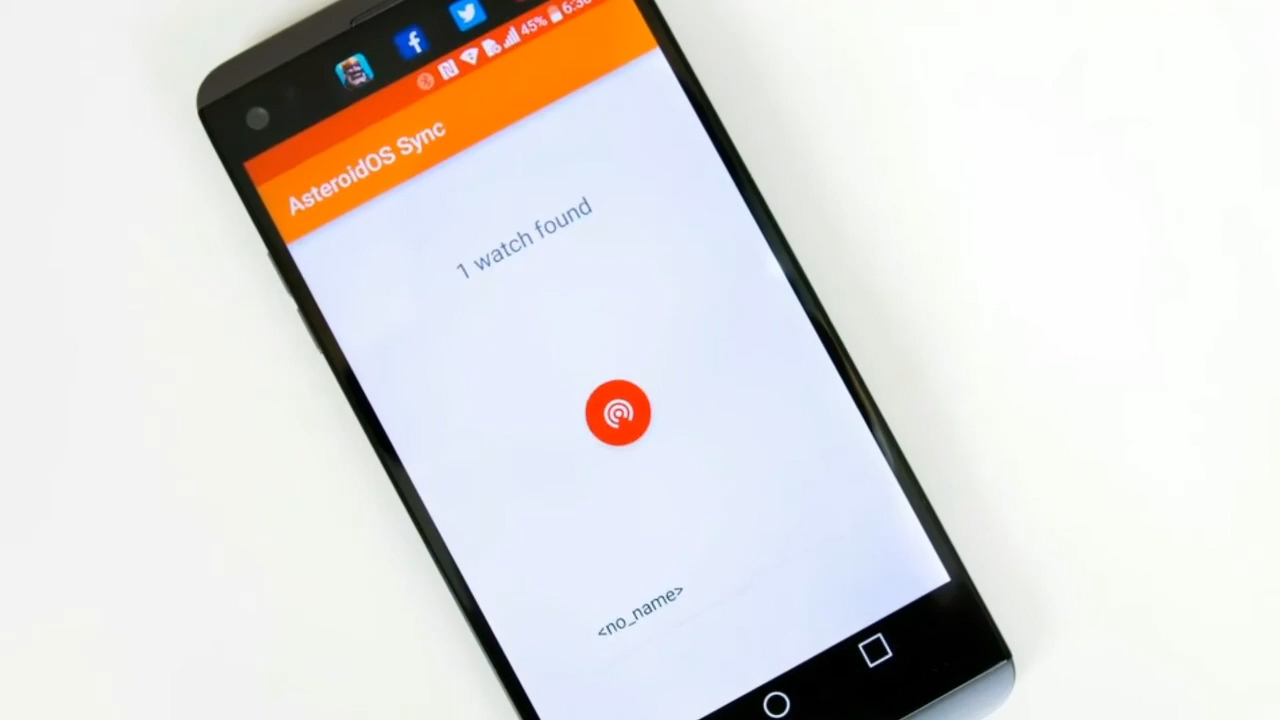 45%
AsteroidOS Sync
1 watch found
<no_name>